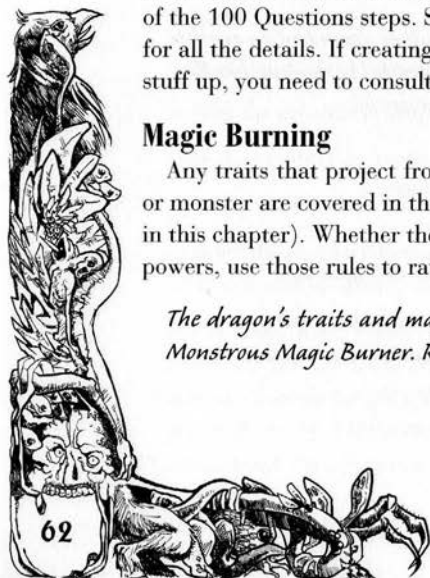 of the 100 Questions steps. S
for all the details. If creating
stuff up, you need to consult
Magic Burning
Any traits that project fro
or monster are covered in th
in this chapter). Whether the
powers, use those rules to ra
The dragon's traits and ma
Monstrous Magic Burner. R
62